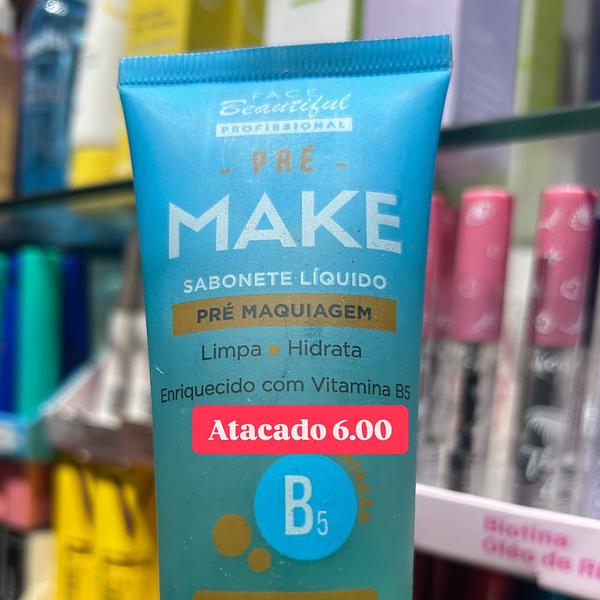 FACE
Beautiful
PROFISSIONAL
- PRÉ -
MAKE
SABONETE LÍQUIDO
PRÉ MAQUIAGEM
Limpa • Hidrata
Enriquecido com Vitamina B5
Atacado 6.00
B5
Biotina
Óleo de